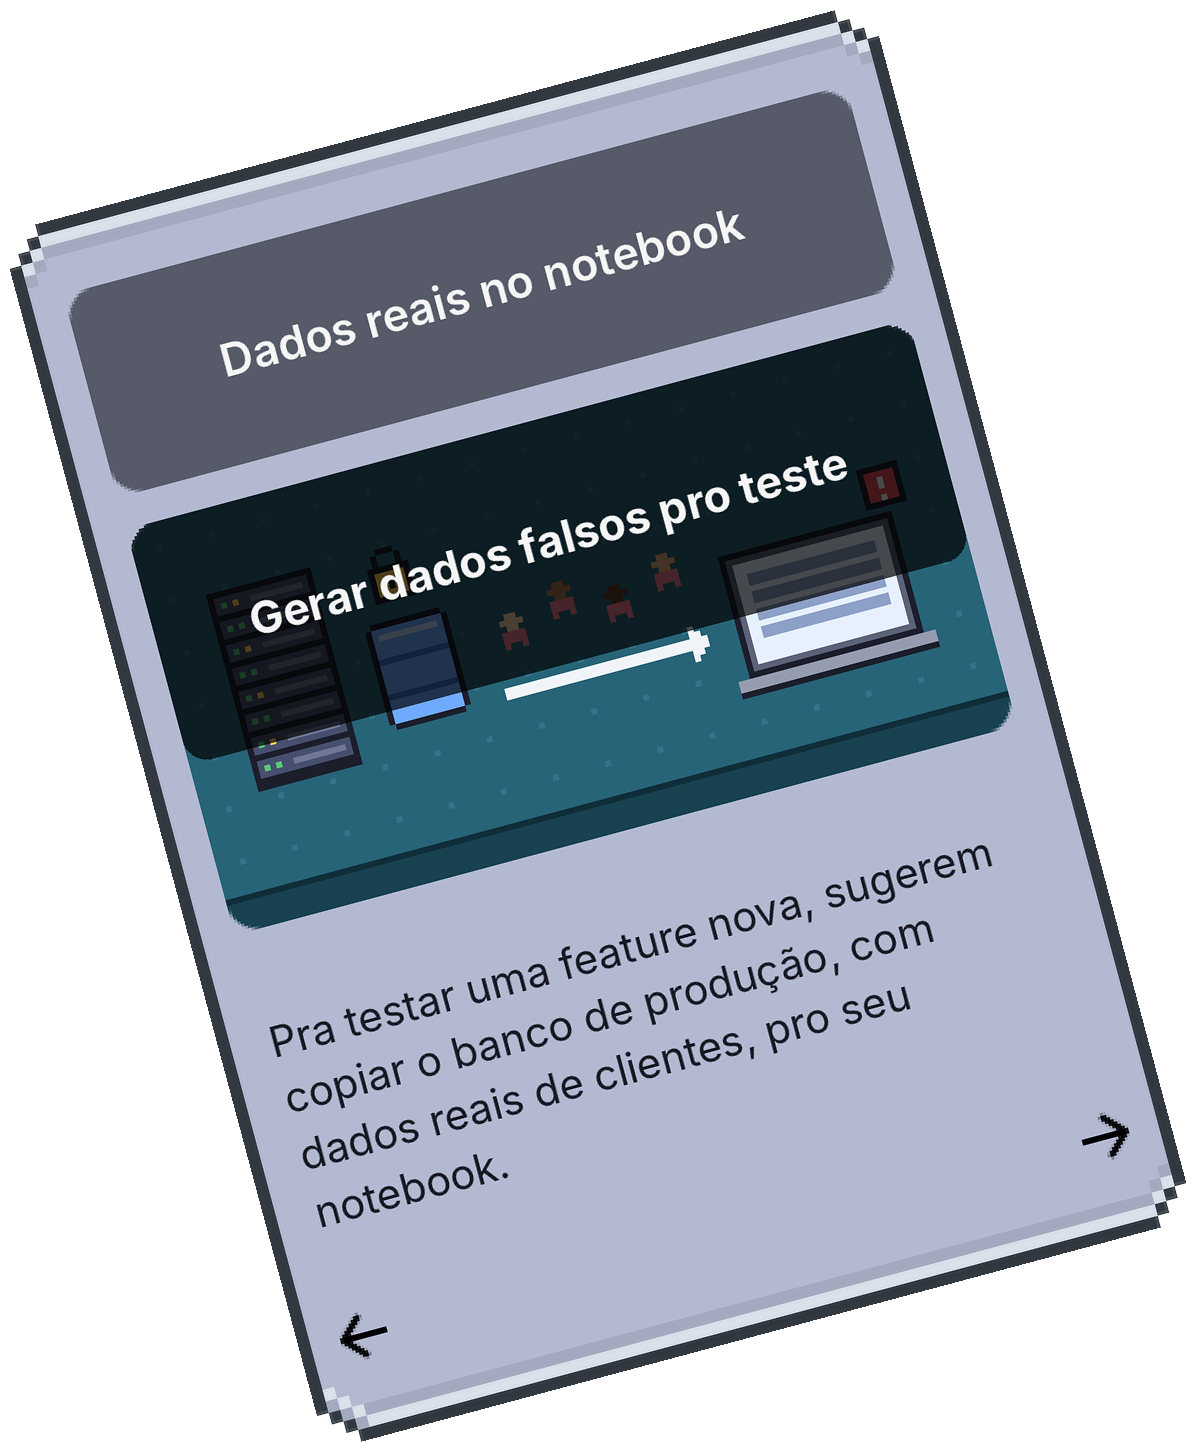 Dados reais no notebook
Gerar dados falsos pro teste
!
Pra testar uma feature nova, sugerem
copiar o banco de produção, com
dados reais de clientes, pro seu
notebook.